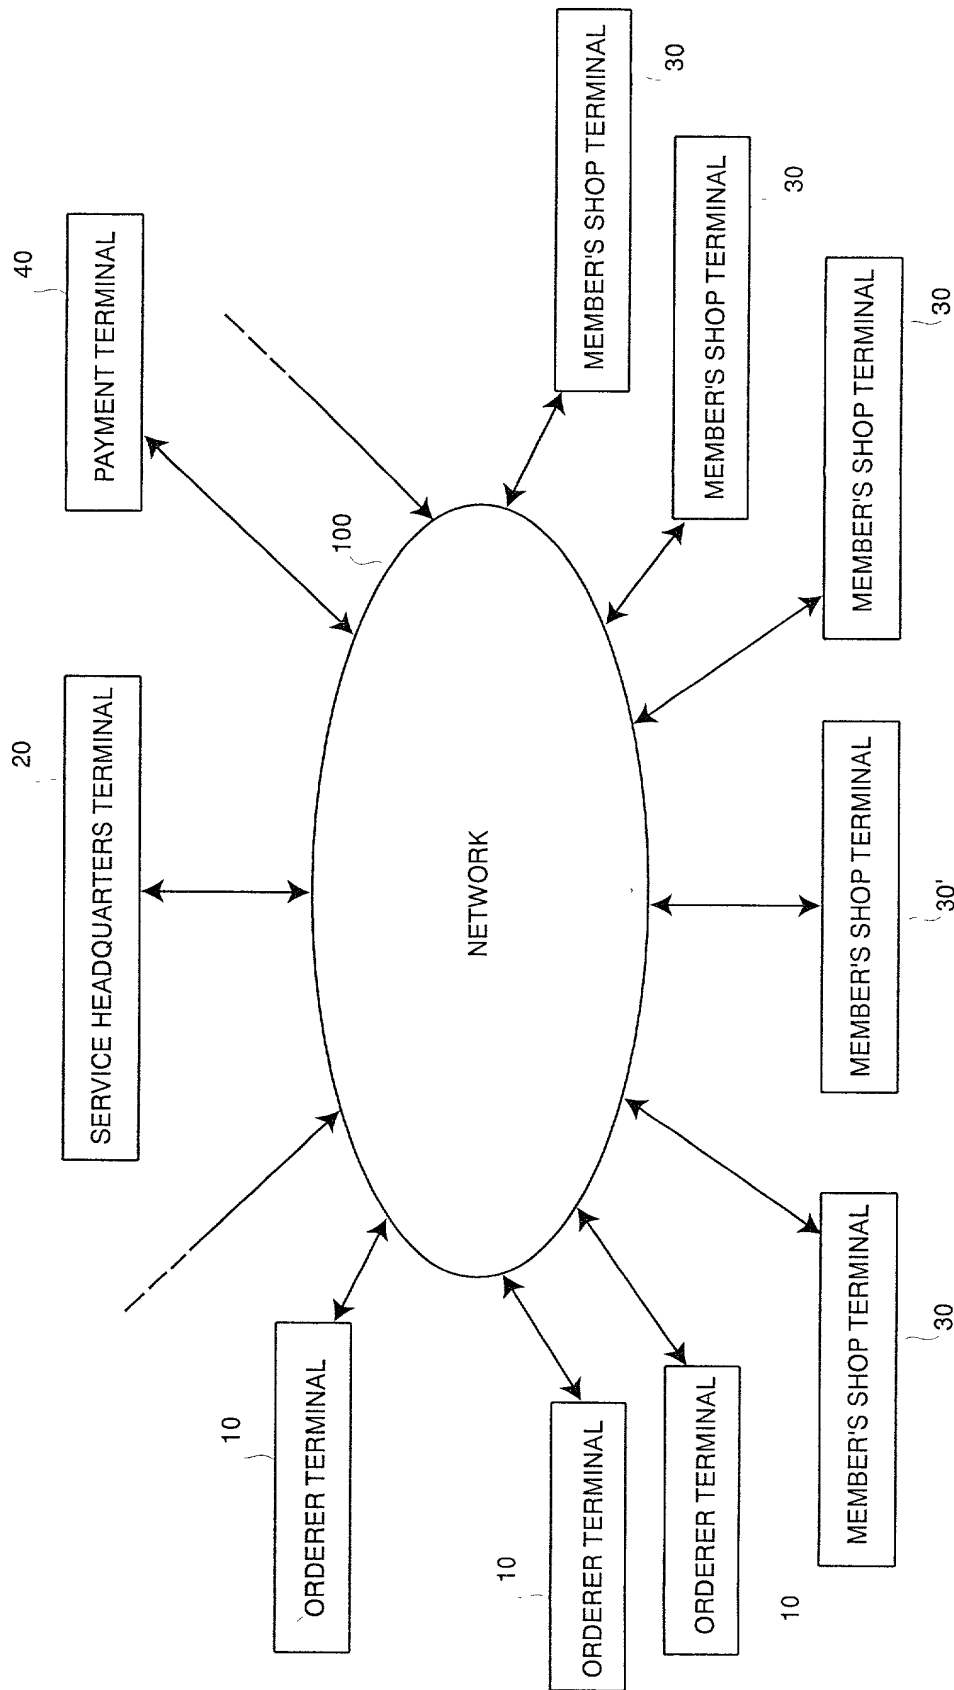 20
SERVICE HEADQUARTERS TERMINAL
40
PAYMENT TERMINAL
100
NETWORK
10
ORDERER TERMINAL
10
ORDERER TERMINAL
ORDERER TERMINAL
10
MEMBER'S SHOP TERMINAL
30
MEMBER'S SHOP TERMINAL
30
MEMBER'S SHOP TERMINAL
30'
MEMBER'S SHOP TERMINAL
30
MEMBER'S SHOP TERMINAL
30